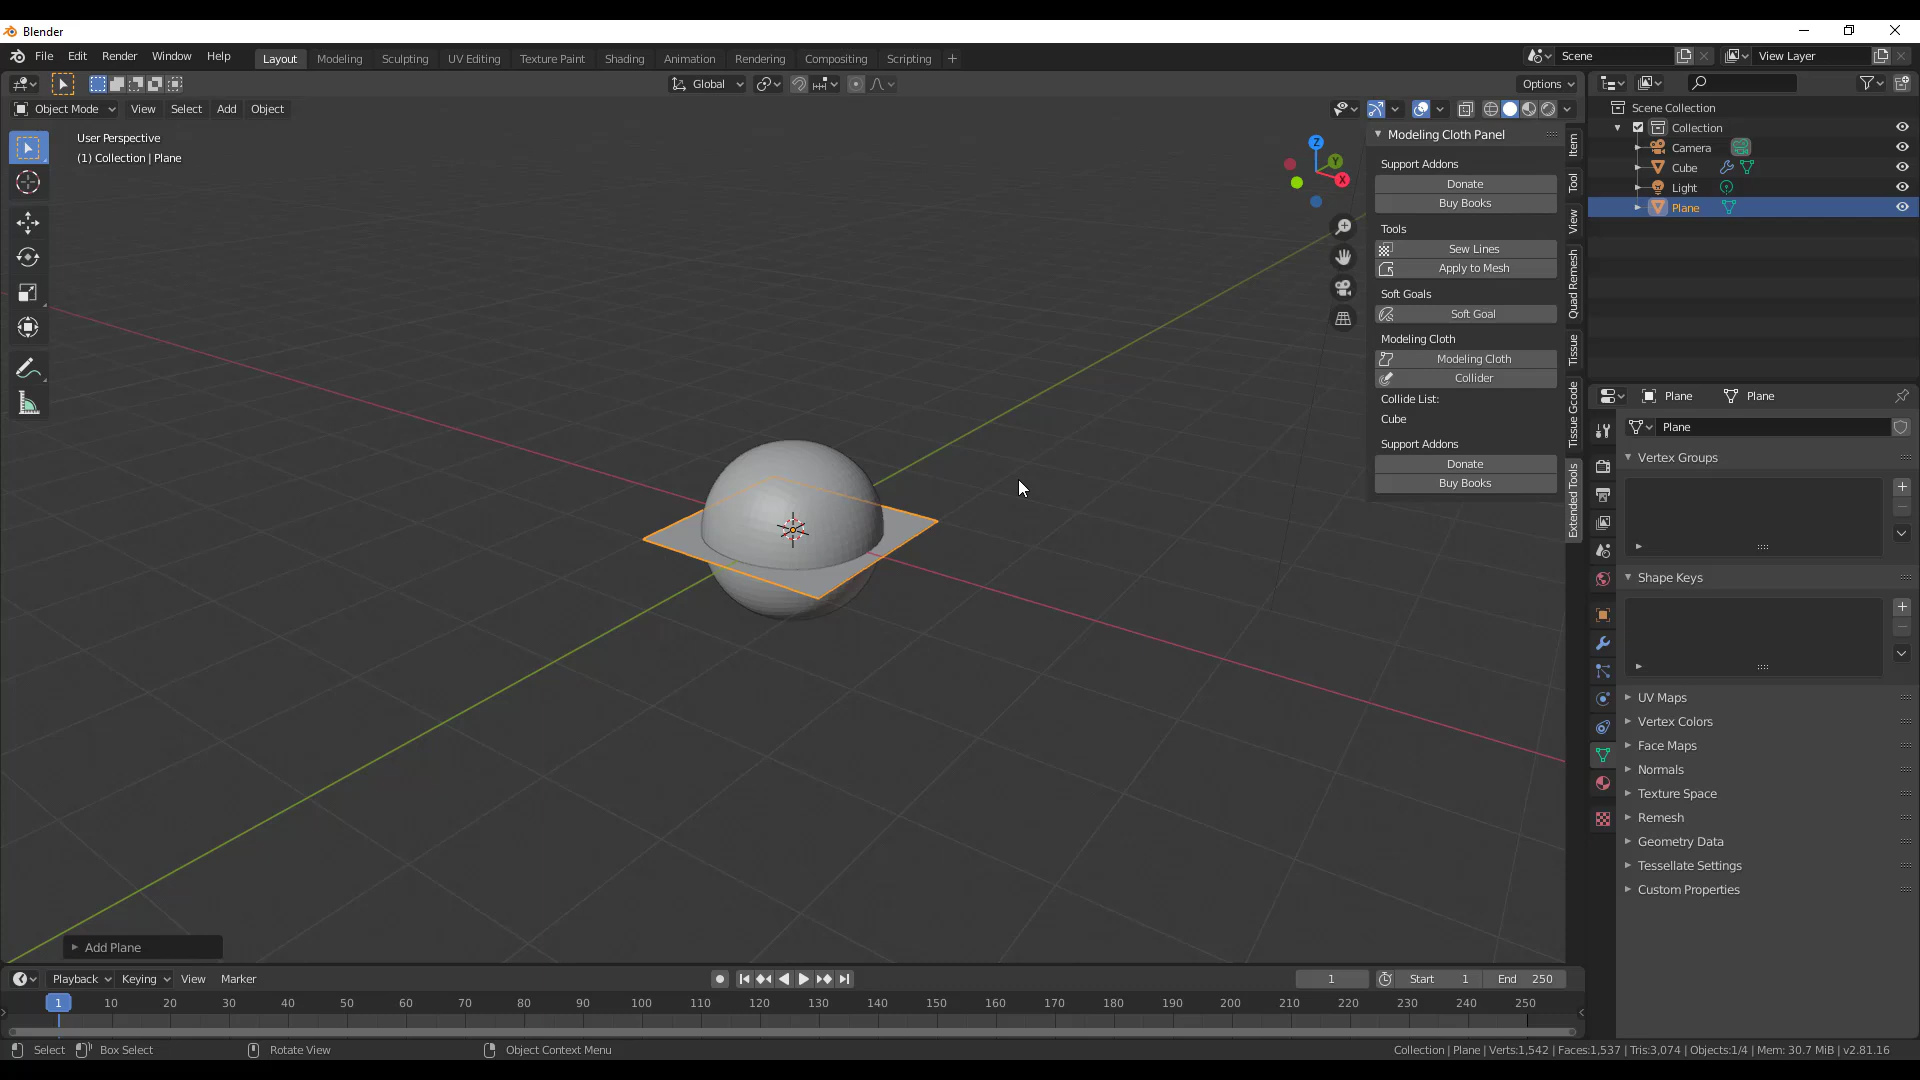 Blender
File Edit Render Window Help Layout Modeling Sculpting UV Editing Texture Paint Shading Animation Rendering Compositing Scripting + Scene View Layer
Global Options
Object Mode View Select Add Object
User Perspective
(1) Collection | Plane
Z
Y
X
Modeling Cloth Panel
Support Addons
Donate
Buy Books
Tools
Sew Lines
Apply to Mesh
Soft Goals
Soft Goal
Modeling Cloth
Modeling Cloth
Collider
Collide List:
Cube
Support Addons
Donate
Buy Books
Item
Tool
View
Quad Remesh
Tissue
Tissue Gcode
Extended Tools
Scene Collection
Collection
Camera
Cube
Light
Plane
Plane Plane
Plane
Vertex Groups
Shape Keys
UV Maps
Vertex Colors
Face Maps
Normals
Texture Space
Remesh
Geometry Data
Tessellate Settings
Custom Properties
Add Plane
Playback Keying View Marker 1 Start 1 End 250
1 10 20 30 40 50 60 70 80 90 100 110 120 130 140 150 160 170 180 190 200 210 220 230 240 250
Select Box Select Rotate View Object Context Menu Collection | Plane | Verts:1,542 | Faces:1,537 | Tris:3,074 | Objects:1/4 | Mem: 30.7 MiB | v2.81.16